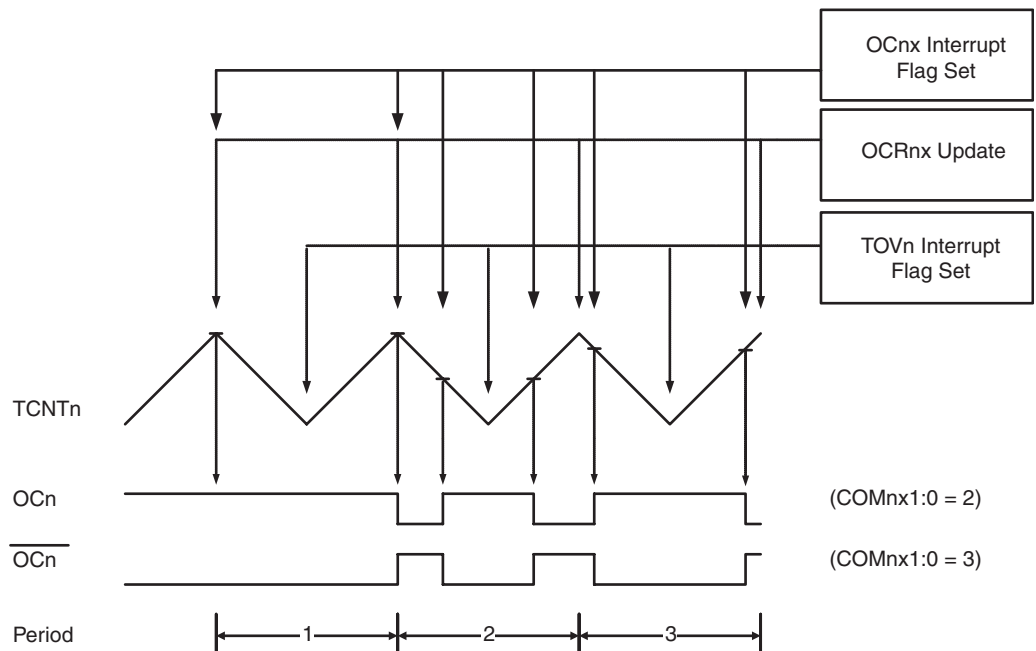 OCnx Interrupt
Flag Set
OCRnx Update
TOVn Interrupt
Flag Set
TCNTn
OCn
(COMnx1:0 = 2)
OCn
(COMnx1:0 = 3)
Period
1
2
3